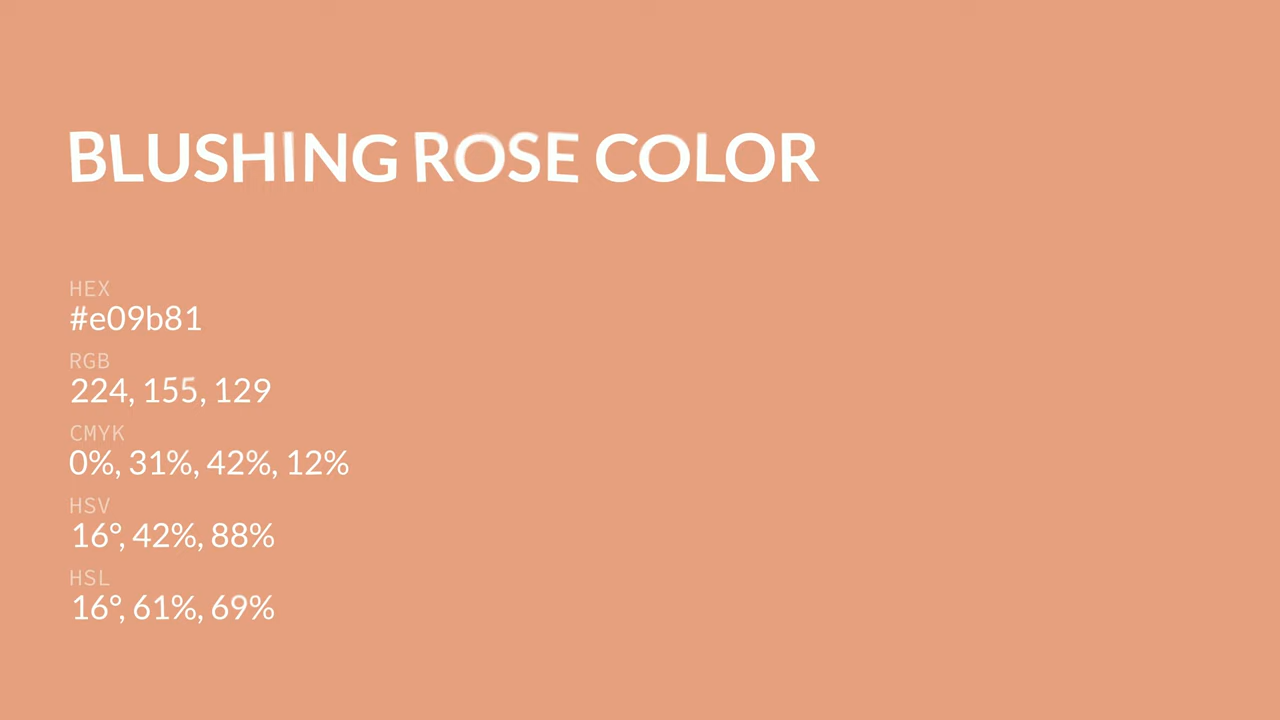 BLUSHING ROSE COLOR
HEX
#e09b81
RGB
224, 155, 129
CMYK
0%, 31%, 42%, 12%
HSV
16°, 42%, 88%
HSL
16°, 61%, 69%